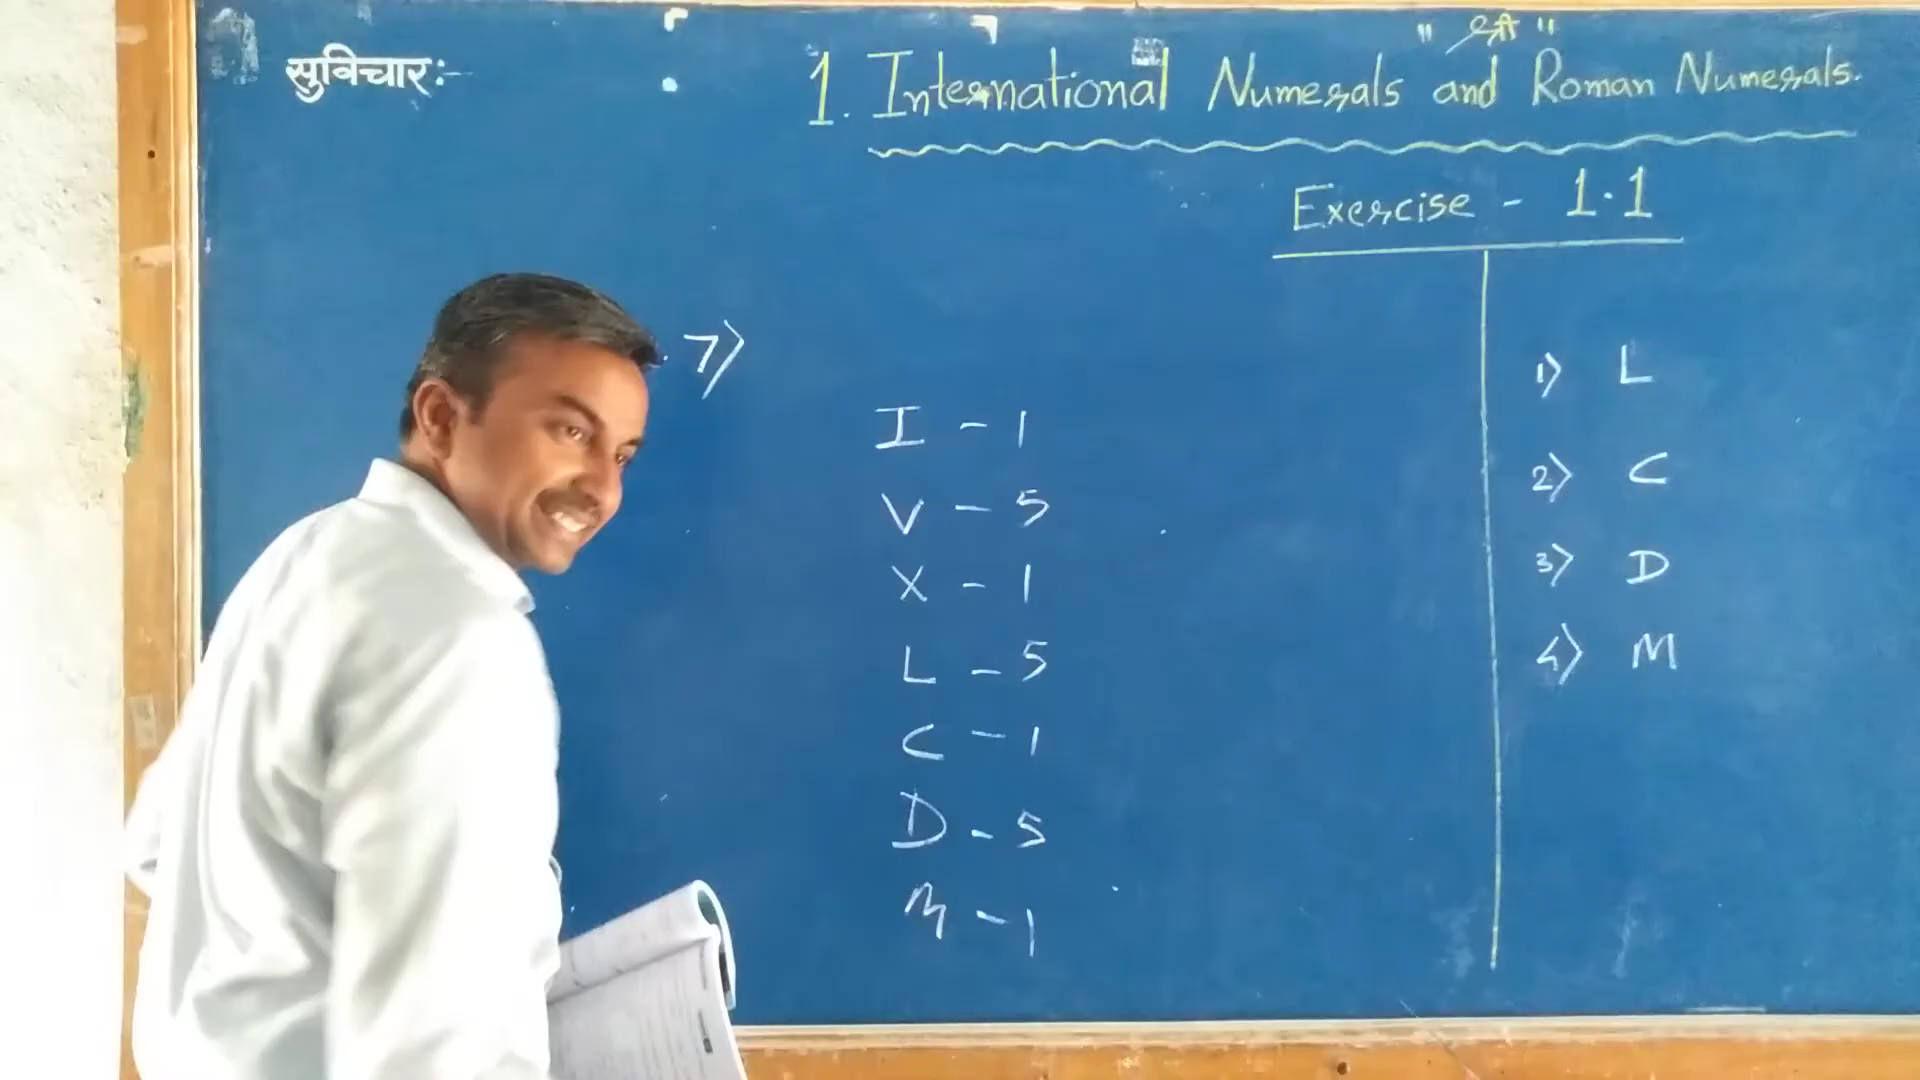 " श्री "
सुविचार:-
1. International Numerals and Roman Numerals.
Exercise - 1.1
7)
I - 1
V - 5
X - 1
L - 5
C - 1
D - 5
M - 1
1) L
2) C
3) D
4) M